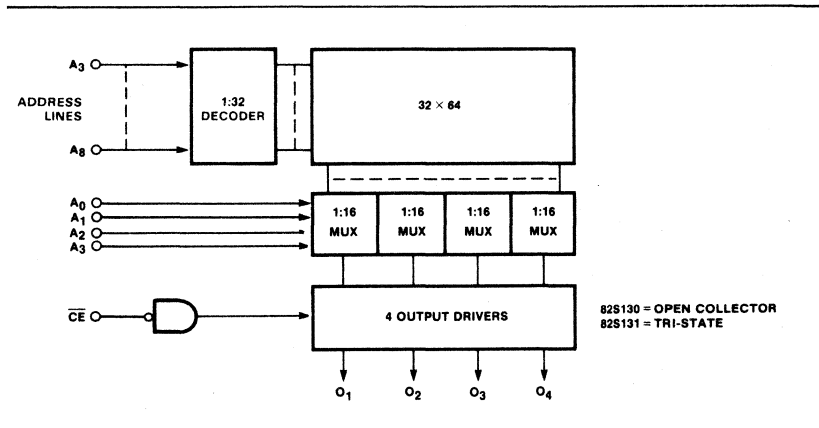 A3
ADDRESS
LINES
A8
1:32
DECODER
32 × 64
A0
A1
A2
A3
1:16
MUX
1:16
MUX
1:16
MUX
1:16
MUX
CE
4 OUTPUT DRIVERS
82S130 = OPEN COLLECTOR
82S131 = TRI-STATE
O1
O2
O3
O4